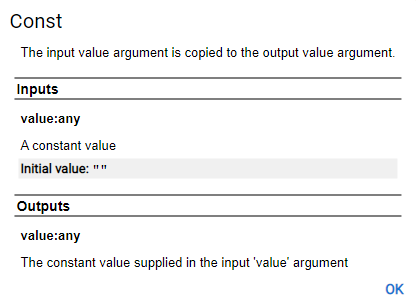 Const
The input value argument is copied to the output value argument.
Inputs
value:any
A constant value
Initial value: ""
Outputs
value:any
The constant value supplied in the input 'value' argument
OK